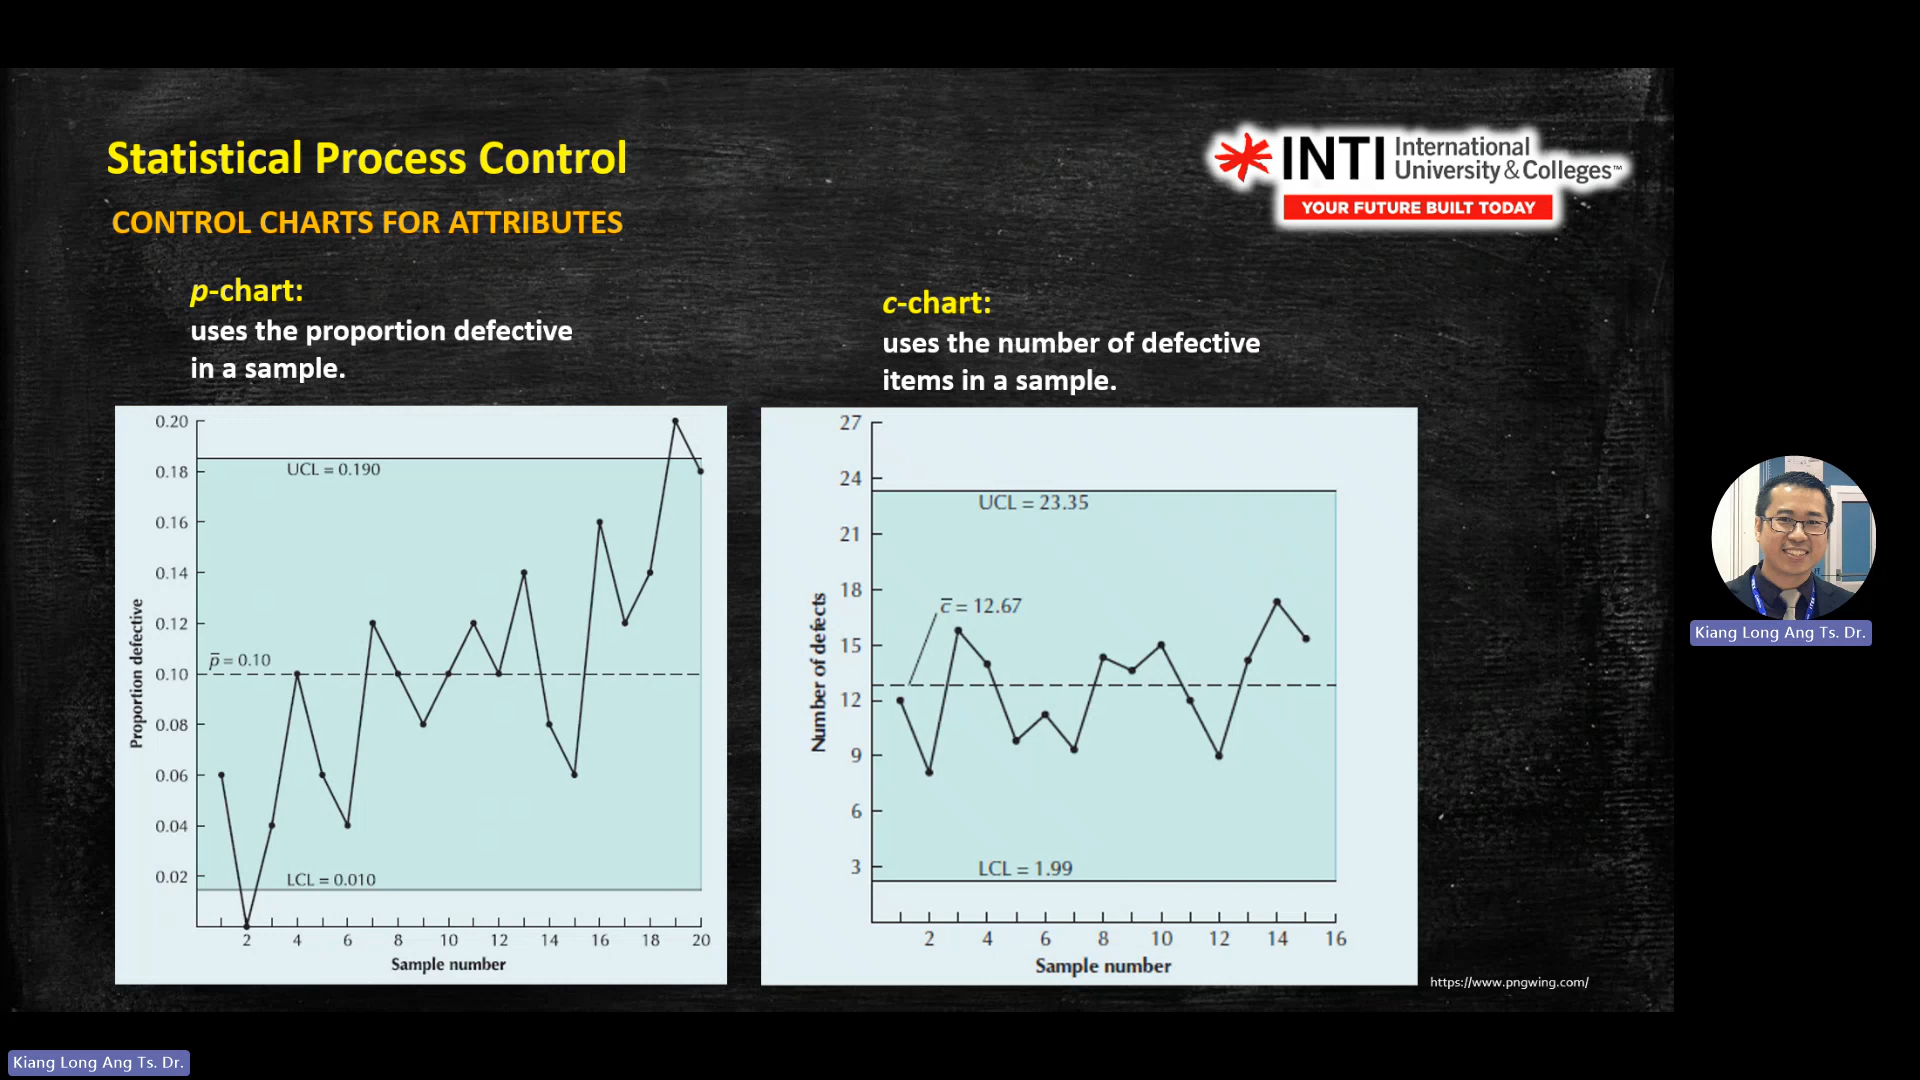 Statistical Process Control
CONTROL CHARTS FOR ATTRIBUTES
INTI International
University & Colleges™
YOUR FUTURE BUILT TODAY
p-chart:
uses the proportion defective
in a sample.
c-chart:
uses the number of defective
items in a sample.
0.20
0.18
0.16
0.14
0.12
0.10
0.08
0.06
0.04
0.02
Proportion defective
UCL = 0.190
p̅ = 0.10
LCL = 0.010
2 4 6 8 10 12 14 16 18 20
Sample number
27
24
21
18
15
12
9
6
3
Number of defects
UCL = 23.35
c̅ = 12.67
LCL = 1.99
2 4 6 8 10 12 14 16
Sample number
https://www.pngwing.com/
Kiang Long Ang Ts. Dr.
Kiang Long Ang Ts. Dr.